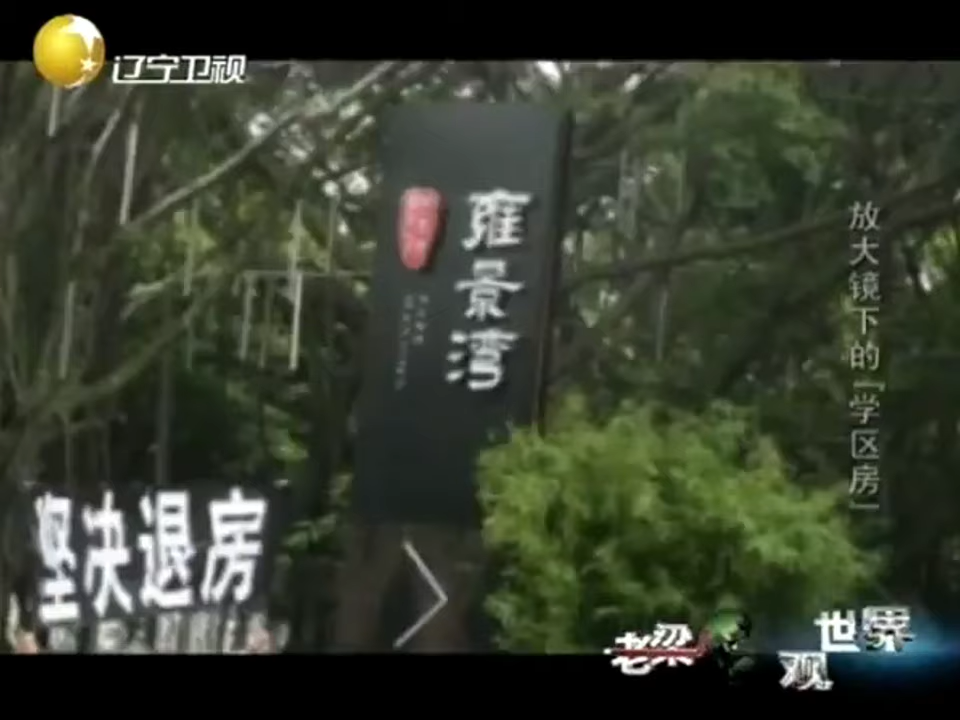 辽宁卫视
雍景湾
放大镜下的「学区房」
坚决退房
老梁
观世界